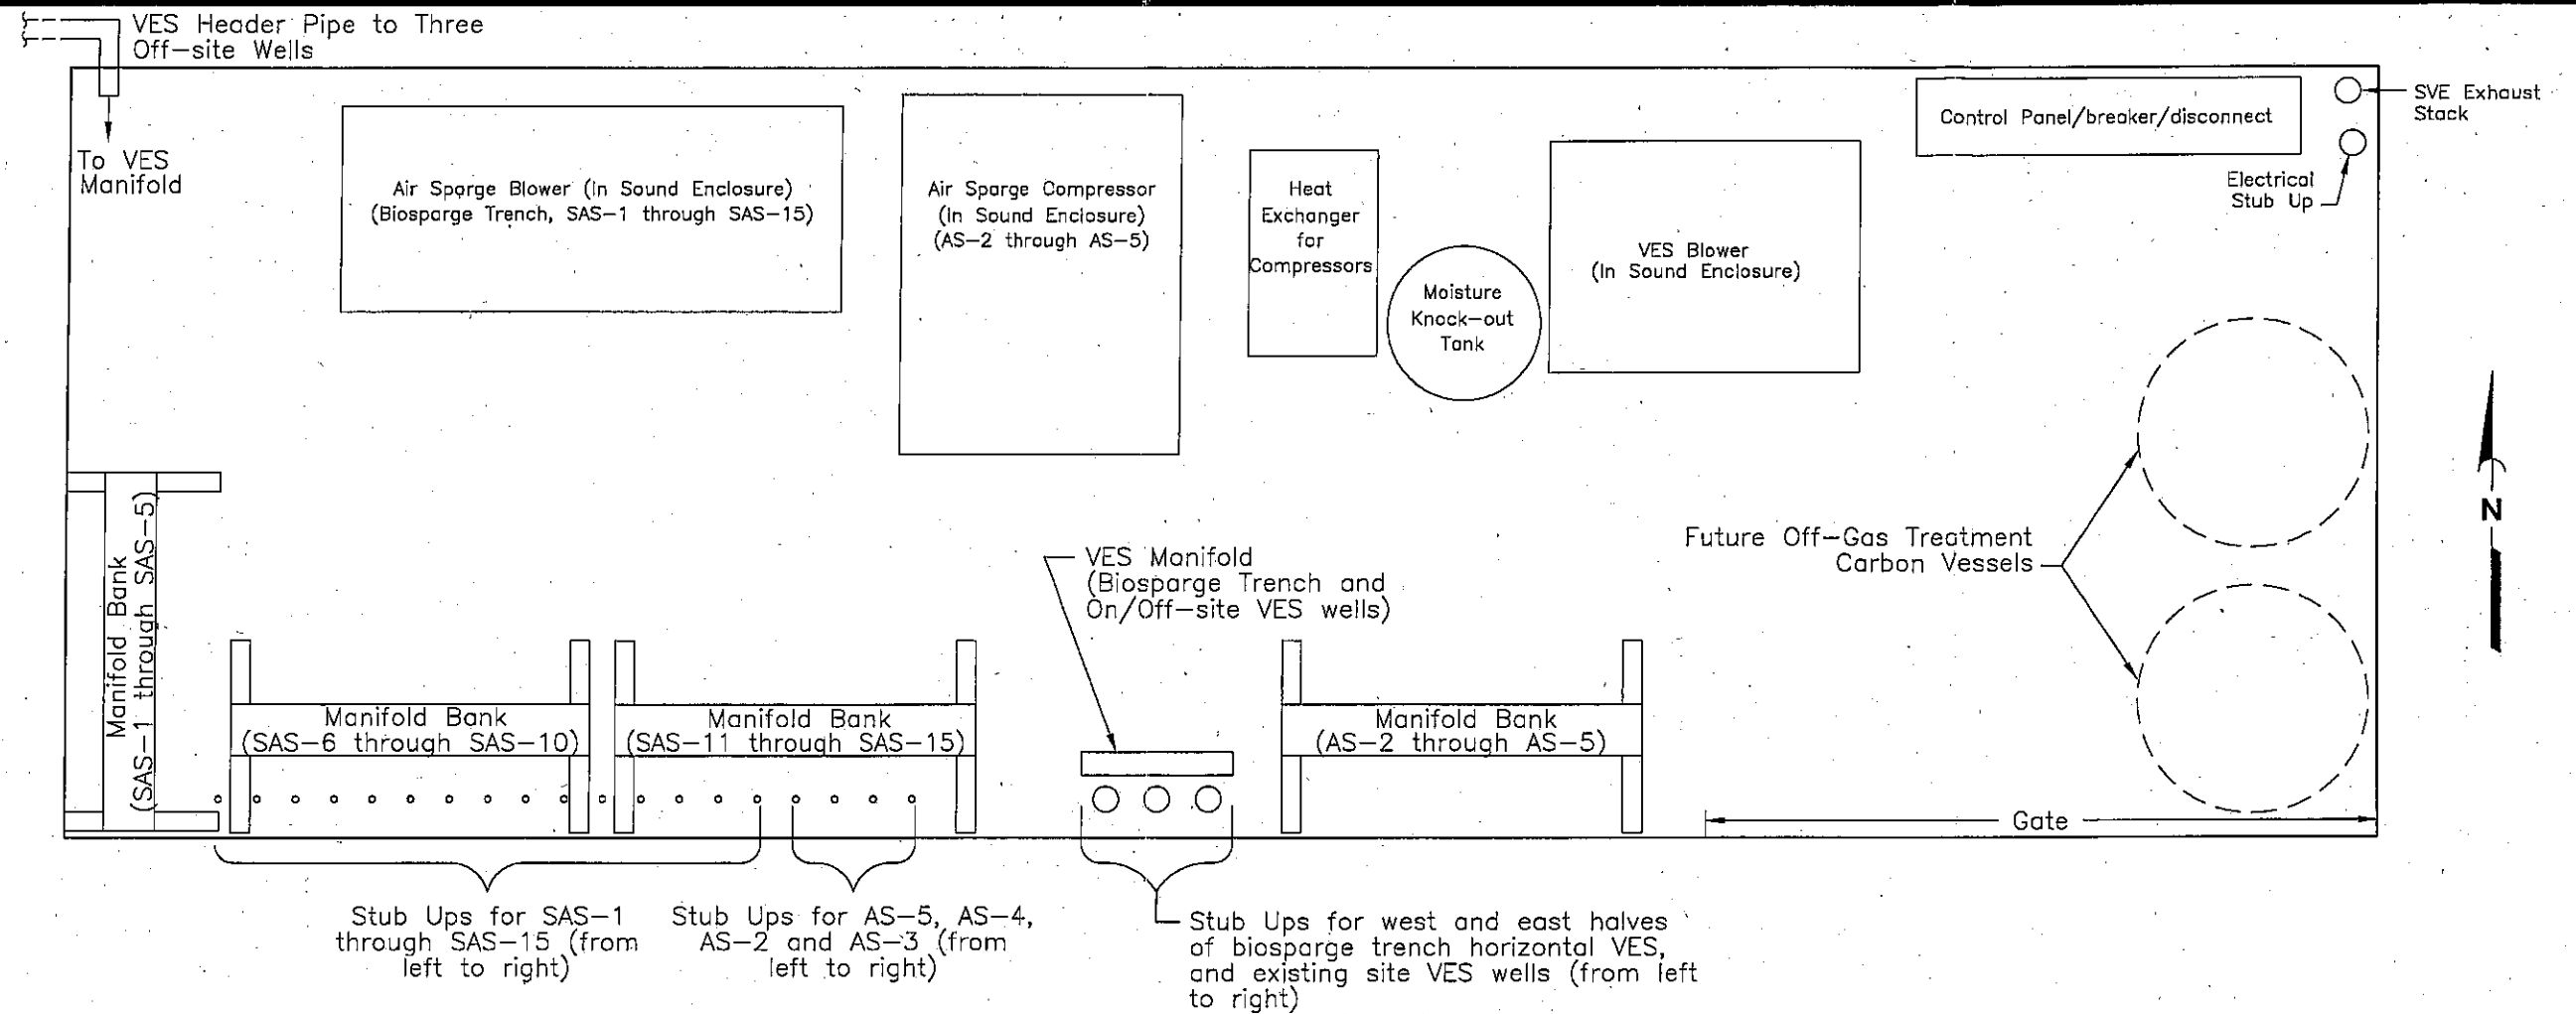 VES Header Pipe to Three
Off-site Wells
To VES
Manifold
Air Sparge Blower (In Sound Enclosure)
(Biosparge Trench, SAS-1 through SAS-15)
Air Sparge Compressor
(In Sound Enclosure)
(AS-2 through AS-5)
Heat
Exchanger
for
Compressors
Moisture
Knock-out
Tank
VES Blower
(In Sound Enclosure)
Control Panel/breaker/disconnect
SVE Exhaust
Stack
Electrical
Stub Up
Future Off-Gas Treatment
Carbon Vessels
N
Manifold Bank
(SAS-1 through SAS-5)
VES Manifold
(Biosparge Trench and
On/Off-site VES wells)
Manifold Bank
(SAS-6 through SAS-10)
Manifold Bank
(SAS-11 through SAS-15)
Manifold Bank
(AS-2 through AS-5)
Gate
Stub Ups for SAS-1
through SAS-15 (from
left to right)
Stub Ups for AS-5, AS-4,
AS-2 and AS-3 (from
left to right)
Stub Ups for west and east halves
of biosparge trench horizontal VES,
and existing site VES wells (from left
to right)